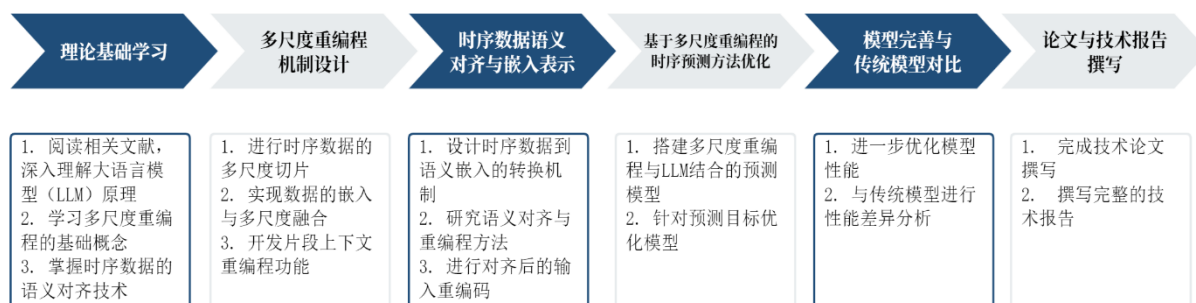 理论基础学习
多尺度重编程
机制设计
时序数据语义
对齐与嵌入表示
基于多尺度重编程的
时序预测方法优化
模型完善与
传统模型对比
论文与技术报告
撰写
1. 阅读相关文献，
深入理解大语言模
型（LLM）原理
2. 学习多尺度重编
程的基础概念
3. 掌握时序数据的
语义对齐技术
1. 进行时序数据的
多尺度切片
2. 实现数据的嵌入
与多尺度融合
3. 开发片段上下文
重编程功能
1. 设计时序数据到
语义嵌入的转换机
制
2. 研究语义对齐与
重编程方法
3. 进行对齐后的输
入重编码
1. 搭建多尺度重编
程与LLM结合的预测
模型
2. 针对预测目标优
化模型
1. 进一步优化模型
性能
2. 与传统模型进行
性能差异分析
1. 完成技术论文
撰写
2. 撰写完整的技
术报告